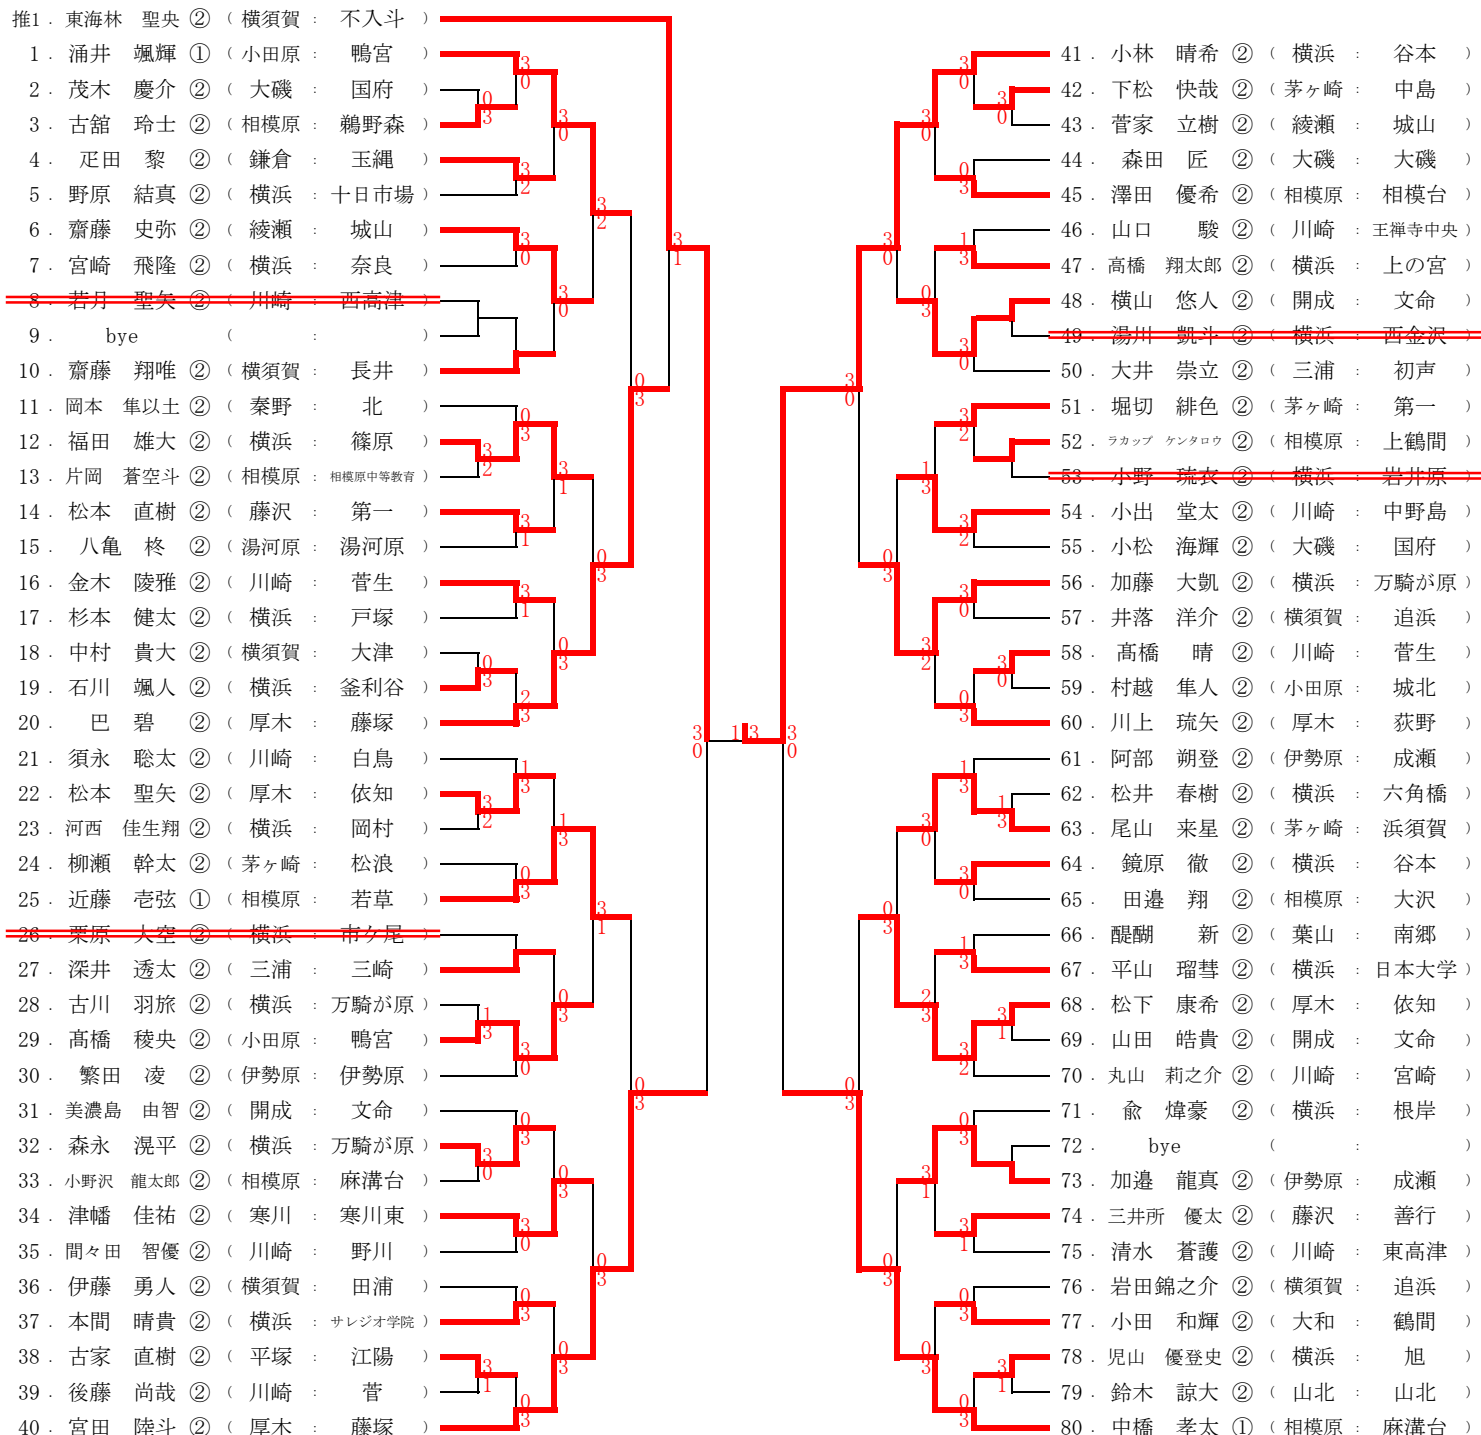 推1. 東海林 聖央 ② ( 横須賀 : 不入斗 )
1. 涌井 颯輝 ① ( 小田原 : 鴨宮 )
2. 茂木 慶介 ② ( 大磯 : 国府 )
3. 古舘 玲士 ② ( 相模原 : 鵜野森 )
4. 疋田 黎 ② ( 鎌倉 : 玉縄 )
5. 野原 結真 ② ( 横浜 : 十日市場 )
6. 齋藤 史弥 ② ( 綾瀬 : 城山 )
7. 宮崎 飛隆 ② ( 横浜 : 奈良 )
8. 若月 聖矢 ② ( 川崎 : 西高津 )
9. bye ( : )
10. 齋藤 翔唯 ② ( 横須賀 : 長井 )
11. 岡本 隼以土 ② ( 秦野 : 北 )
12. 福田 雄大 ② ( 横浜 : 篠原 )
13. 片岡 蒼空斗 ② ( 相模原 : 相模原中等教育 )
14. 松本 直樹 ② ( 藤沢 : 第一 )
15. 八亀 柊 ② ( 湯河原 : 湯河原 )
16. 金木 陵雅 ② ( 川崎 : 菅生 )
17. 杉本 健太 ② ( 横浜 : 戸塚 )
18. 中村 貴大 ② ( 横須賀 : 大津 )
19. 石川 颯人 ② ( 横浜 : 釜利谷 )
20. 巴 碧 ② ( 厚木 : 藤塚 )
21. 須永 聡太 ② ( 川崎 : 白鳥 )
22. 松本 聖矢 ② ( 厚木 : 依知 )
23. 河西 佳生翔 ② ( 横浜 : 岡村 )
24. 柳瀬 幹太 ② ( 茅ヶ崎 : 松浪 )
25. 近藤 壱弦 ① ( 相模原 : 若草 )
26. 栗原 大空 ② ( 横浜 : 市ケ尾 )
27. 深井 透太 ② ( 三浦 : 三崎 )
28. 古川 羽旅 ② ( 横浜 : 万騎が原 )
29. 髙橋 稜央 ② ( 小田原 : 鴨宮 )
30. 繁田 凌 ② ( 伊勢原 : 伊勢原 )
31. 美濃島 由智 ② ( 開成 : 文命 )
32. 森永 滉平 ② ( 横浜 : 万騎が原 )
33. 小野沢 龍太郎 ② ( 相模原 : 麻溝台 )
34. 津幡 佳祐 ② ( 寒川 : 寒川東 )
35. 間々田 智優 ② ( 川崎 : 野川 )
36. 伊藤 勇人 ② ( 横須賀 : 田浦 )
37. 本間 晴貴 ② ( 横浜 : サレジオ学院 )
38. 古家 直樹 ② ( 平塚 : 江陽 )
39. 後藤 尚哉 ② ( 川崎 : 菅 )
40. 宮田 陸斗 ② ( 厚木 : 藤塚 )
41. 小林 晴希 ② ( 横浜 : 谷本 )
42. 下松 快哉 ② ( 茅ヶ崎 : 中島 )
43. 菅家 立樹 ② ( 綾瀬 : 城山 )
44. 森田 匠 ② ( 大磯 : 大磯 )
45. 澤田 優希 ② ( 相模原 : 相模台 )
46. 山口 駿 ② ( 川崎 : 王禅寺中央 )
47. 高橋 翔太郎 ② ( 横浜 : 上の宮 )
48. 横山 悠人 ② ( 開成 : 文命 )
49. 湯川 凱斗 ② ( 横浜 : 西金沢 )
50. 大井 崇立 ② ( 三浦 : 初声 )
51. 堀切 緋色 ② ( 茅ヶ崎 : 第一 )
52. ラカップ ケンタロウ ② ( 相模原 : 上鶴間 )
53. 小野 琉衣 ② ( 横浜 : 岩井原 )
54. 小出 堂太 ② ( 川崎 : 中野島 )
55. 小松 海輝 ② ( 大磯 : 国府 )
56. 加藤 大凱 ② ( 横浜 : 万騎が原 )
57. 井落 洋介 ② ( 横須賀 : 追浜 )
58. 髙橋 晴 ② ( 川崎 : 菅生 )
59. 村越 隼人 ② ( 小田原 : 城北 )
60. 川上 琉矢 ② ( 厚木 : 荻野 )
61. 阿部 朔登 ② ( 伊勢原 : 成瀬 )
62. 松井 春樹 ② ( 横浜 : 六角橋 )
63. 尾山 来星 ② ( 茅ヶ崎 : 浜須賀 )
64. 鏡原 徹 ② ( 横浜 : 谷本 )
65. 田邉 翔 ② ( 相模原 : 大沢 )
66. 醍醐 新 ② ( 葉山 : 南郷 )
67. 平山 瑠彗 ② ( 横浜 : 日本大学 )
68. 松下 康希 ② ( 厚木 : 依知 )
69. 山田 皓貴 ② ( 開成 : 文命 )
70. 丸山 莉之介 ② ( 川崎 : 宮崎 )
71. 兪 煒豪 ② ( 横浜 : 根岸 )
72. bye ( : )
73. 加邉 龍真 ② ( 伊勢原 : 成瀬 )
74. 三井所 優太 ② ( 藤沢 : 善行 )
75. 清水 蒼護 ② ( 川崎 : 東高津 )
76. 岩田錦之介 ② ( 横須賀 : 追浜 )
77. 小田 和輝 ② ( 大和 : 鶴間 )
78. 児山 優登史 ② ( 横浜 : 旭 )
79. 鈴木 諒大 ② ( 山北 : 山北 )
80. 中橋 孝太 ① ( 相模原 : 麻溝台 )